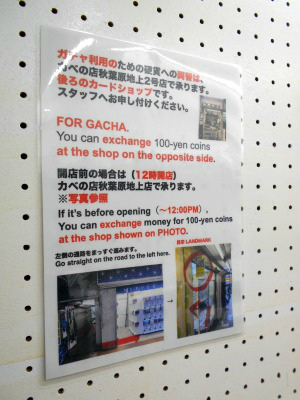 ガチャ利用のための硬貨への両替は、
カベの店秋葉原地上2号店で承ります。
後ろのカードショップです。
スタッフへお申し付けください。
FOR GACHA.
You can exchange 100-yen coins
at the shop on the opposite side.
開店前の場合は（12時開店）
カベの店秋葉原地上店で承ります。
※写真参照
If it's before opening（〜12:00PM）,
You can exchange money for 100-yen coins
at the shop shown on PHOTO.
左側の道路をまっすぐ進みます。
Go straight on the road to the left here.
LANDMARK